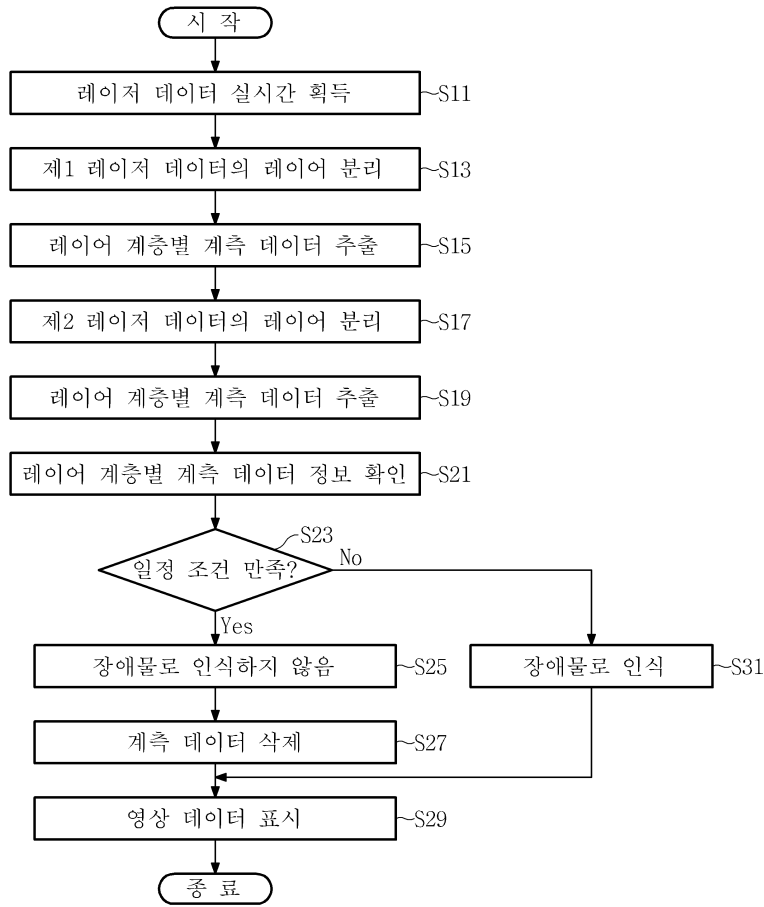 시 작
레이저 데이터 실시간 획득
S11
제1 레이저 데이터의 레이어 분리
S13
레이어 계층별 계측 데이터 추출
S15
제2 레이저 데이터의 레이어 분리
S17
레이어 계층별 계측 데이터 추출
S19
레이어 계층별 계측 데이터 정보 확인
S21
S23
일정 조건 만족?
No
Yes
장애물로 인식하지 않음
S25
장애물로 인식
S31
계측 데이터 삭제
S27
영상 데이터 표시
S29
종 료